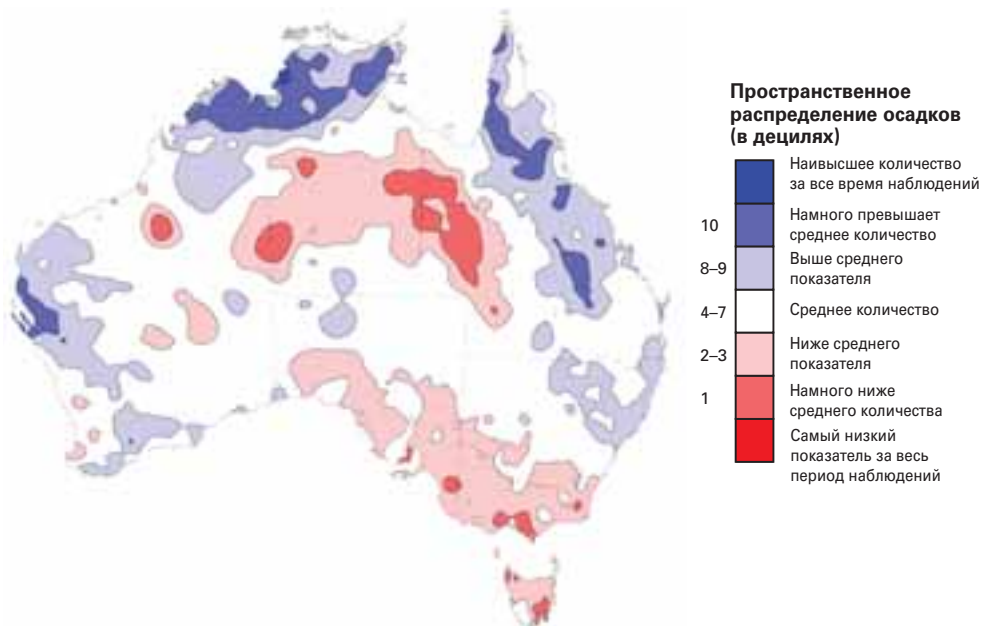 Пространственное
распределение осадков
(в децилях)
Наивысшее количество
за все время наблюдений
10
Намного превышает
среднее количество
8–9
Выше среднего
показателя
4–7
Среднее количество
2–3
Ниже среднего
показателя
1
Намного ниже
среднего количества
Самый низкий
показатель за весь
период наблюдений